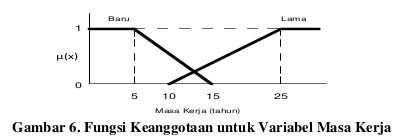 Baru Lama
1
μ(x)
0
5 10 15 25
Masa Kerja (tahun)
Gambar 6. Fungsi Keanggotaan untuk Variabel Masa Kerja